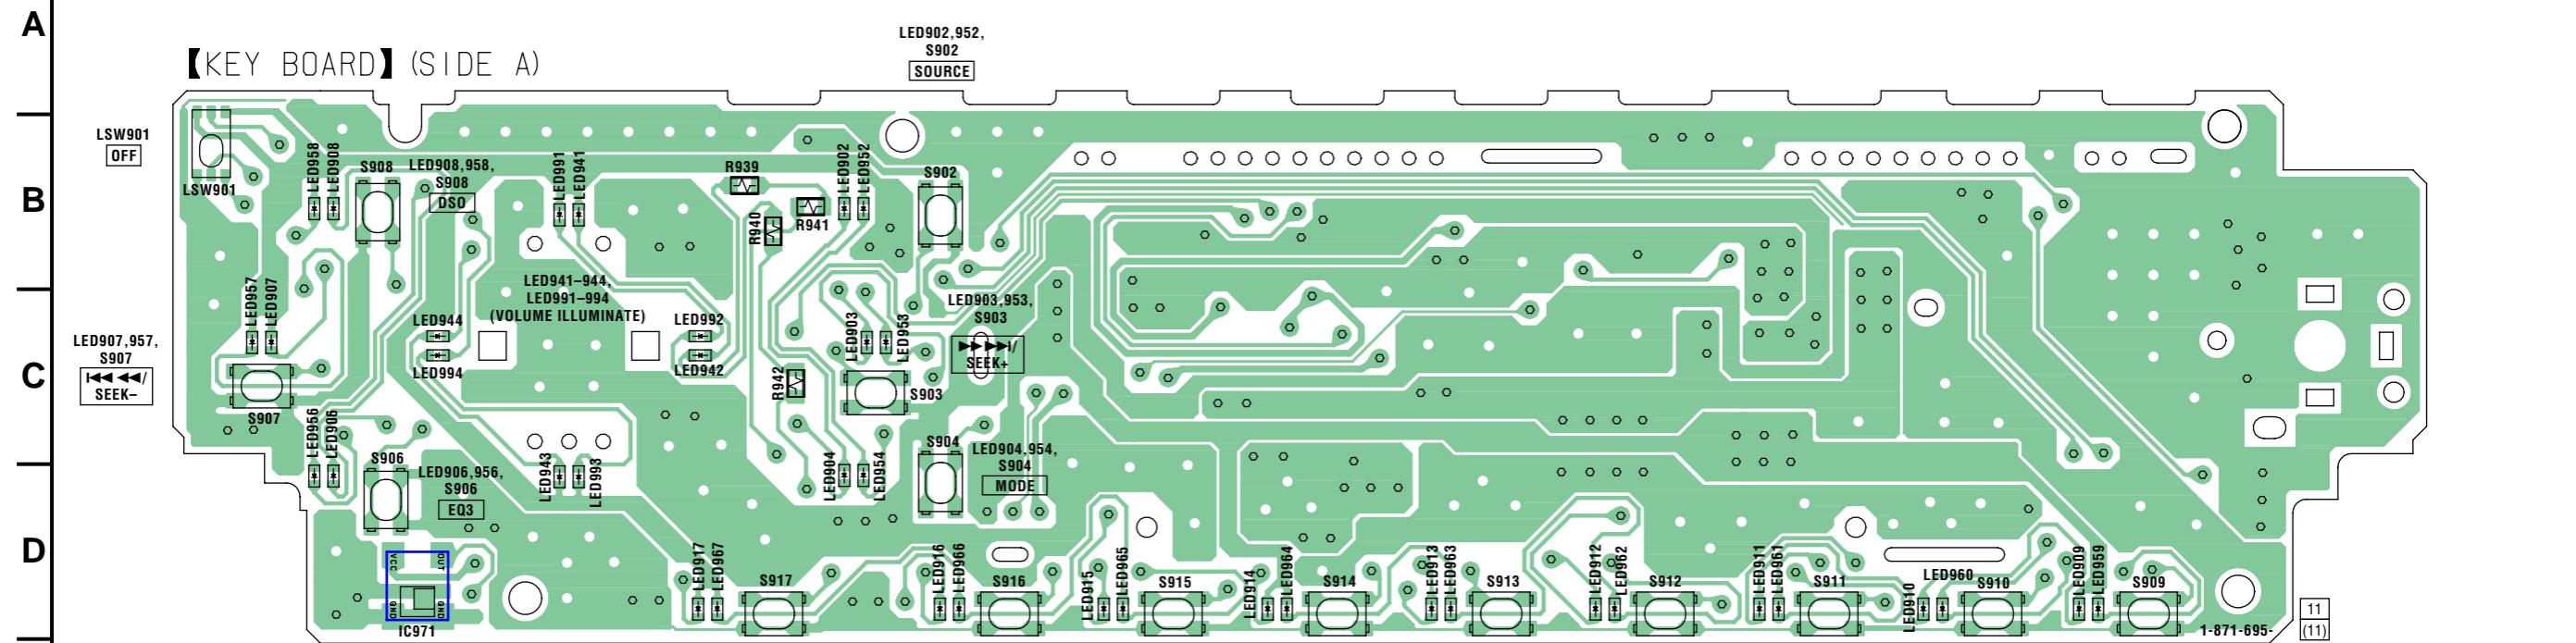 A
LED902,952,
S902
SOURCE
【KEY BOARD】 (SIDE A)
LSW901
OFF
LSW901
B
LED958
LED908
S908
LED908,958,
S908
DSO
LED991
LED941
R939
R940
R941
LED902
LED952
S902
LED941–944,
LED991–994
(VOLUME ILLUMINATE)
LED957
LED907
LED944
LED994
LED992
LED942
LED903
LED953
LED903,953,
S903
SEEK+
LED907,957,
S907
SEEK–
C
S907
R942
S903
LED956
LED906
S906
LED906,956,
S906
EQ3
LED943
LED993
LED904
LED954
S904
LED904,954,
S904
MODE
D
VCC
OUT
GND
GND
IC971
LED917
LED967
S917
LED916
LED966
S916
LED915
LED965
S915
LED914
LED964
S914
LED913
LED963
S913
LED912
LED962
S912
LED911
LED961
S911
LED910
LED960
S910
LED909
LED959
S909
1-871-695-
11
(11)